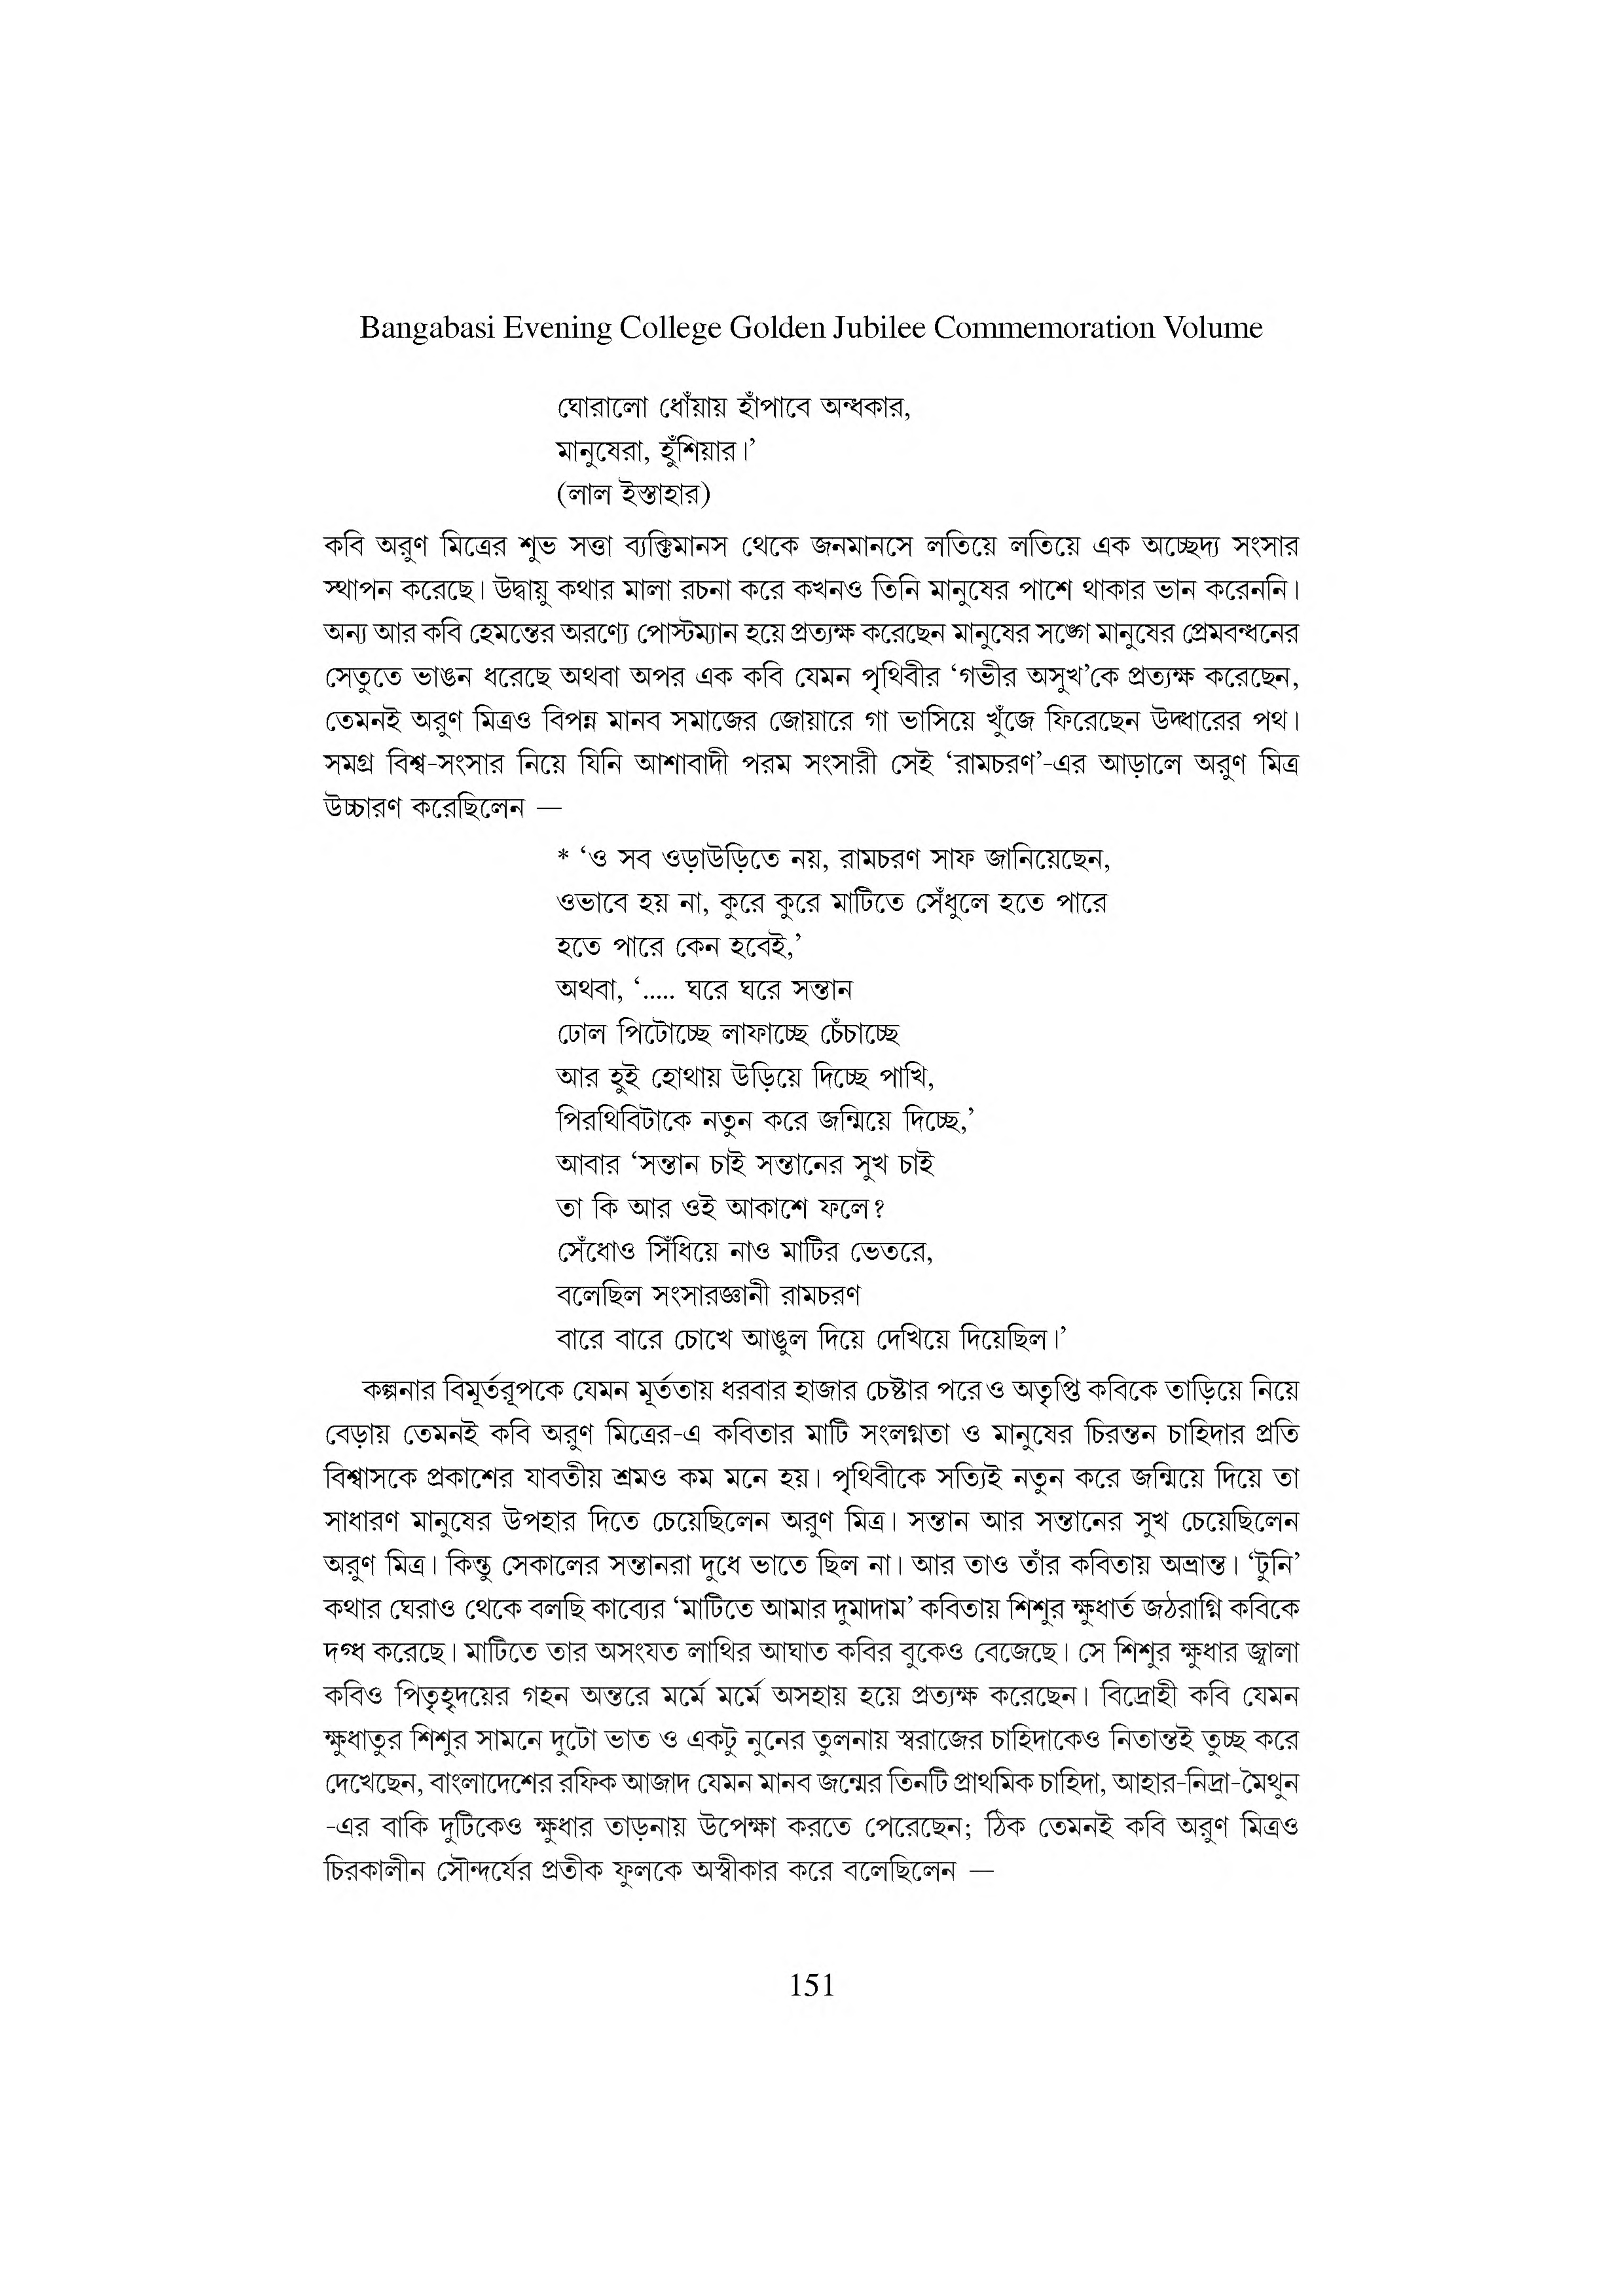 Bangabasi Evening College Golden Jubilee Commemoration Volume
ঘোরালো ধোঁয়ায় হাঁপাবে অন্ধকার,
মানুষেরা, হুঁশিয়ার।’
(লাল ইস্তাহার)
কবি অরুণ মিত্রের শুভ সত্তা ব্যক্তিমানস থেকে জনমানসে লতিয়ে লতিয়ে এক অচ্ছেদ্য সংসার
স্থাপন করেছে। উদ্বায়ু কথার মালা রচনা করে কখনও তিনি মানুষের পাশে থাকার ভান করেননি।
অন্য আর কবি হেমন্তের অরণ্যে পোস্টম্যান হয়ে প্রত্যক্ষ করেছেন মানুষের সঙ্গে মানুষের প্রেমবন্ধনের
সেতুতে ভাঙন ধরেছে অথবা অপর এক কবি যেমন পৃথিবীর ‘গভীর অসুখ’কে প্রত্যক্ষ করেছেন,
তেমনই অরুণ মিত্রও বিপন্ন মানব সমাজের জোয়ারে গা ভাসিয়ে খুঁজে ফিরেছেন উদ্ধারের পথ।
সমগ্র বিশ্ব-সংসার নিয়ে যিনি আশাবাদী পরম সংসারী সেই ‘রামচরণ’-এর আড়ালে অরুণ মিত্র
উচ্চারণ করেছিলেন —
* ‘ও সব ওড়াউড়িতে নয়, রামচরণ সাফ জানিয়েছেন,
ওভাবে হয় না, কুরে কুরে মাটিতে সেঁধুলে হতে পারে
হতে পারে কেন হবেই,’
অথবা, ‘..... ঘরে ঘরে সন্তান
ঢোল পিটোচ্ছে লাফাচ্ছে চেঁচাচ্ছে
আর হুই হোথায় উড়িয়ে দিচ্ছে পাখি,
পিরথিবিটাকে নতুন করে জন্মিয়ে দিচ্ছে,’
আবার ‘সন্তান চাই সন্তানের সুখ চাই
তা কি আর ওই আকাশে ফলে?
সেঁধোও সিঁধিয়ে নাও মাটির ভেতরে,
বলেছিল সংসারজ্ঞানী রামচরণ
বারে বারে চোখে আঙুল দিয়ে দেখিয়ে দিয়েছিল।’
কল্পনার বিমূর্তরূপকে যেমন মূর্ততায় ধরবার হাজার চেষ্টার পরে ও অতৃপ্তি কবিকে তাড়িয়ে নিয়ে
বেড়ায় তেমনই কবি অরুণ মিত্রের-এ কবিতার মাটি সংলগ্নতা ও মানুষের চিরন্তন চাহিদার প্রতি
বিশ্বাসকে প্রকাশের যাবতীয় শ্রমও কম মনে হয়। পৃথিবীকে সত্যিই নতুন করে জন্মিয়ে দিয়ে তা
সাধারণ মানুষের উপহার দিতে চেয়েছিলেন অরুণ মিত্র। সন্তান আর সন্তানের সুখ চেয়েছিলেন
অরুণ মিত্র। কিন্তু সেকালের সন্তানরা দুধে ভাতে ছিল না। আর তাও তাঁর কবিতায় অভ্রান্ত। ‘টুনি’
কথার ঘেরাও থেকে বলছি কাব্যের ‘মাটিতে আমার দুমাদাম’ কবিতায় শিশুর ক্ষুধার্ত জঠরাগ্নি কবিকে
দগ্ধ করেছে। মাটিতে তার অসংযত লাথির আঘাত কবির বুকেও বেজেছে। সে শিশুর ক্ষুধার জ্বালা
কবিও পিতৃহৃদয়ের গহন অন্তরে মর্মে মর্মে অসহায় হয়ে প্রত্যক্ষ করেছেন। বিদ্রোহী কবি যেমন
ক্ষুধাতুর শিশুর সামনে দুটো ভাত ও একটু নুনের তুলনায় স্বরাজের চাহিদাকেও নিতান্তই তুচ্ছ করে
দেখেছেন, বাংলাদেশের রফিক আজাদ যেমন মানব জন্মের তিনটি প্রাথমিক চাহিদা, আহার-নিদ্রা-মৈথুন
-এর বাকি দুটিকেও ক্ষুধার তাড়নায় উপেক্ষা করতে পেরেছেন; ঠিক তেমনই কবি অরুণ মিত্রও
চিরকালীন সৌন্দর্যের প্রতীক ফুলকে অস্বীকার করে বলেছিলেন —
151